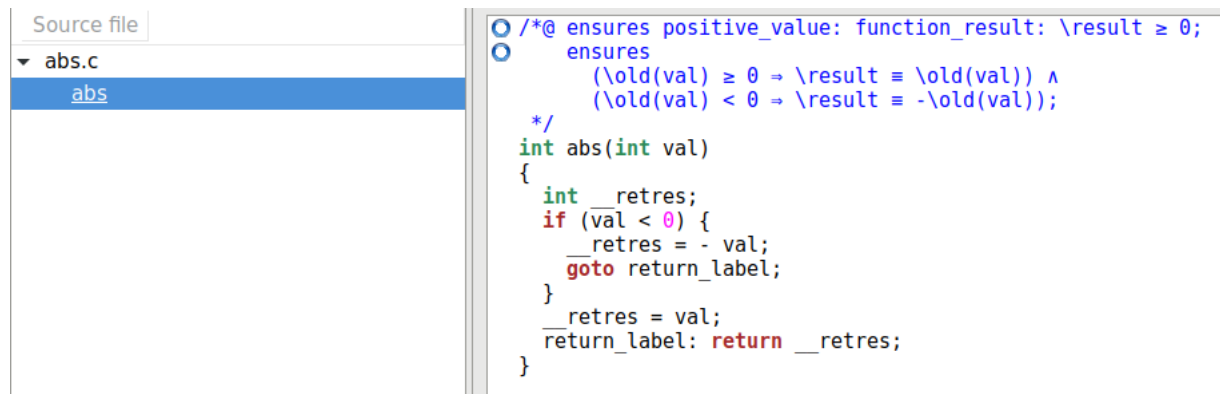 Source file
abs.c
abs
/*@ ensures positive_value: function_result: \result ≥ 0;
ensures
(\old(val) ≥ 0 ⇒ \result ≡ \old(val)) ∧
(\old(val) < 0 ⇒ \result ≡ -\old(val));
*/
int abs(int val)
{
int __retres;
if (val < 0) {
__retres = - val;
goto return_label;
}
__retres = val;
return_label: return __retres;
}